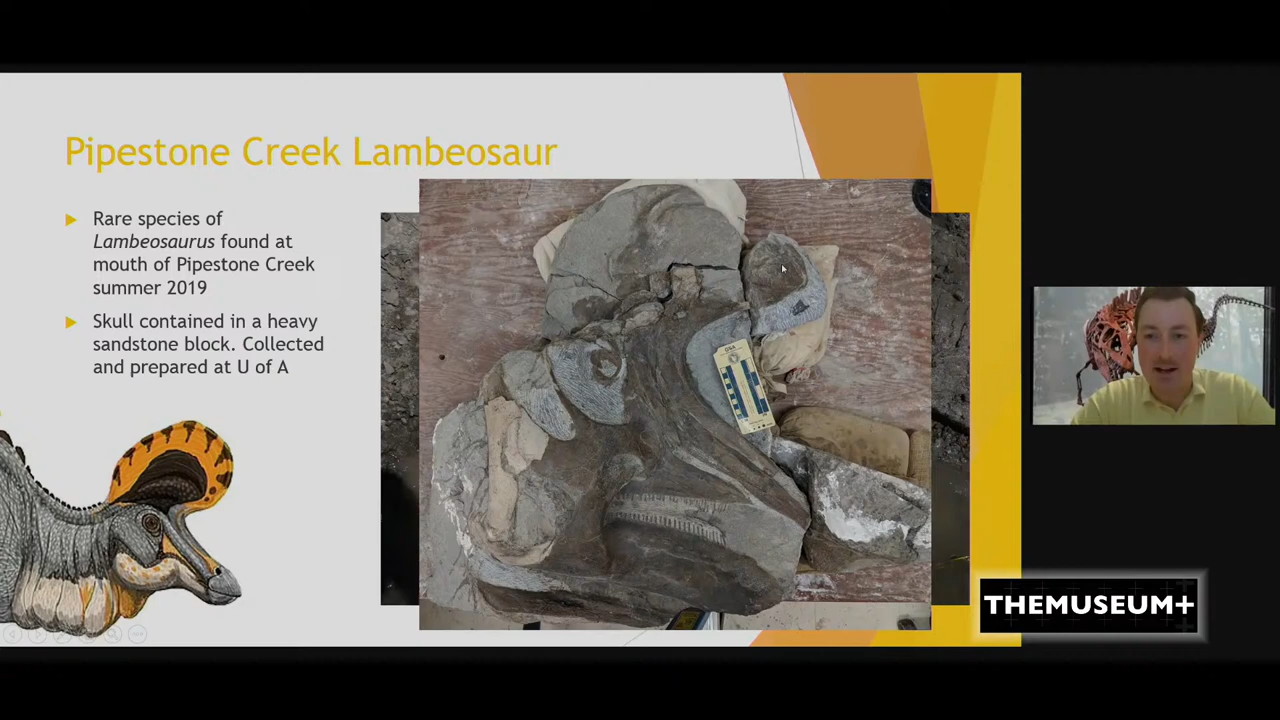 Pipestone Creek Lambeosaur
Rare species of
Lambeosaurus found at
mouth of Pipestone Creek
summer 2019
Skull contained in a heavy
sandstone block. Collected
and prepared at U of A
THEMUSEUM+